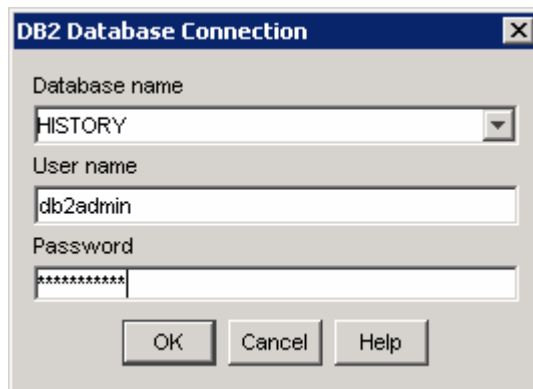 DB2 Database Connection
Database name
HISTORY
User name
db2admin
Password
***********
OK Cancel Help